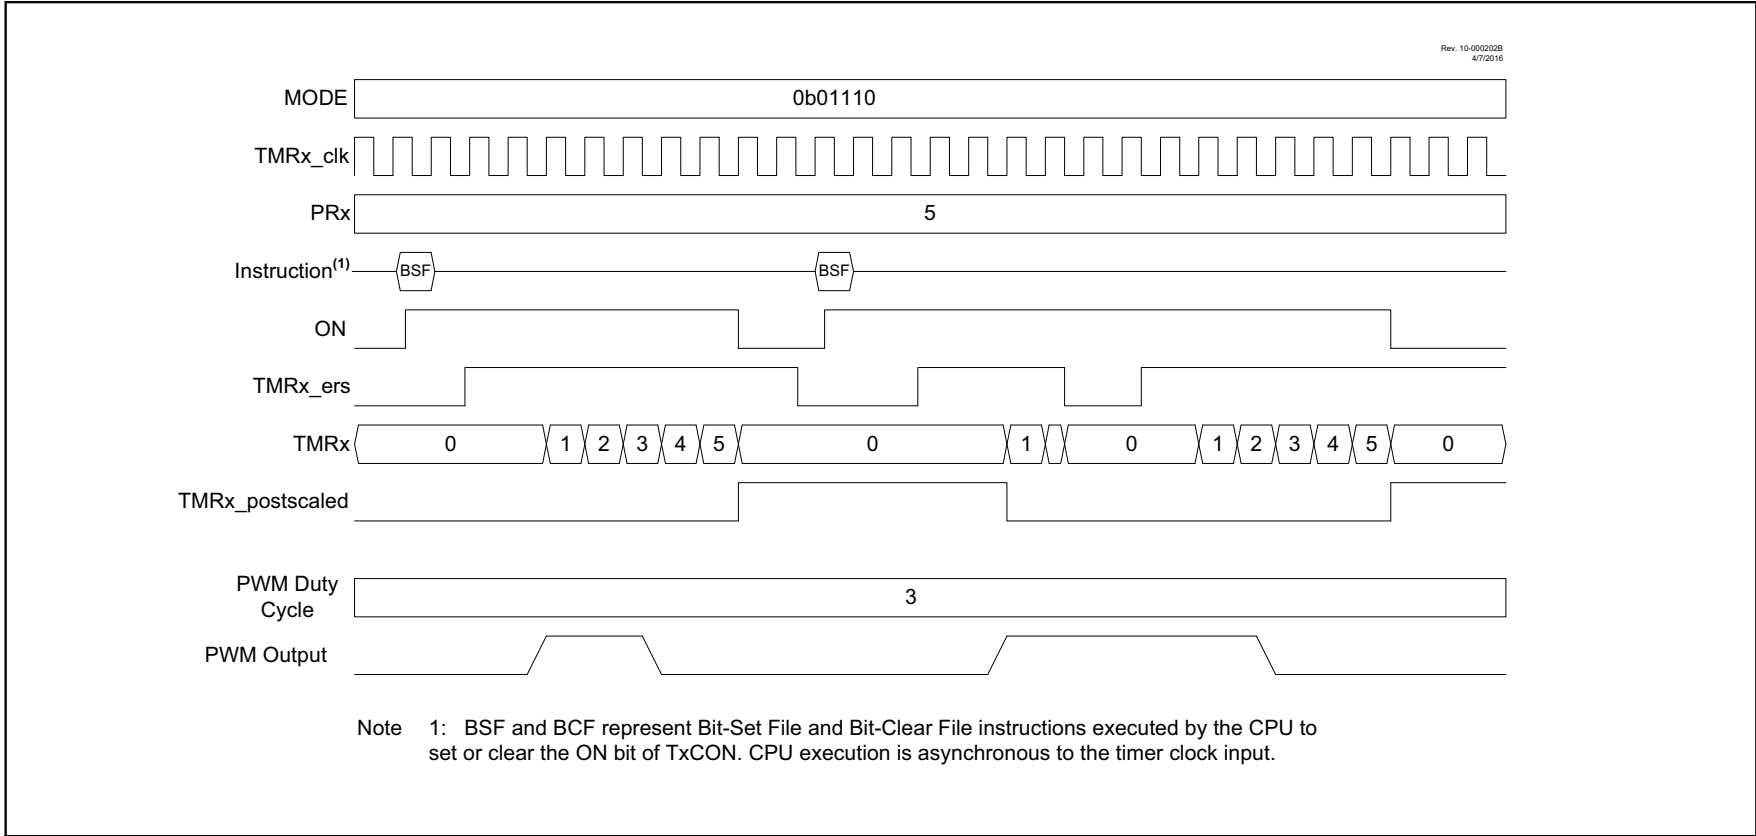 Rev. 10-000202B
4/7/2016
MODE 0b01110
TMRx_clk
PRx 5
Instruction(1) BSF BSF
ON
TMRx_ers
TMRx 0 1 2 3 4 5 0 1 0 1 2 3 4 5 0
TMRx_postscaled
PWM Duty
Cycle 3
PWM Output
Note 1: BSF and BCF represent Bit-Set File and Bit-Clear File instructions executed by the CPU to
set or clear the ON bit of TxCON. CPU execution is asynchronous to the timer clock input.